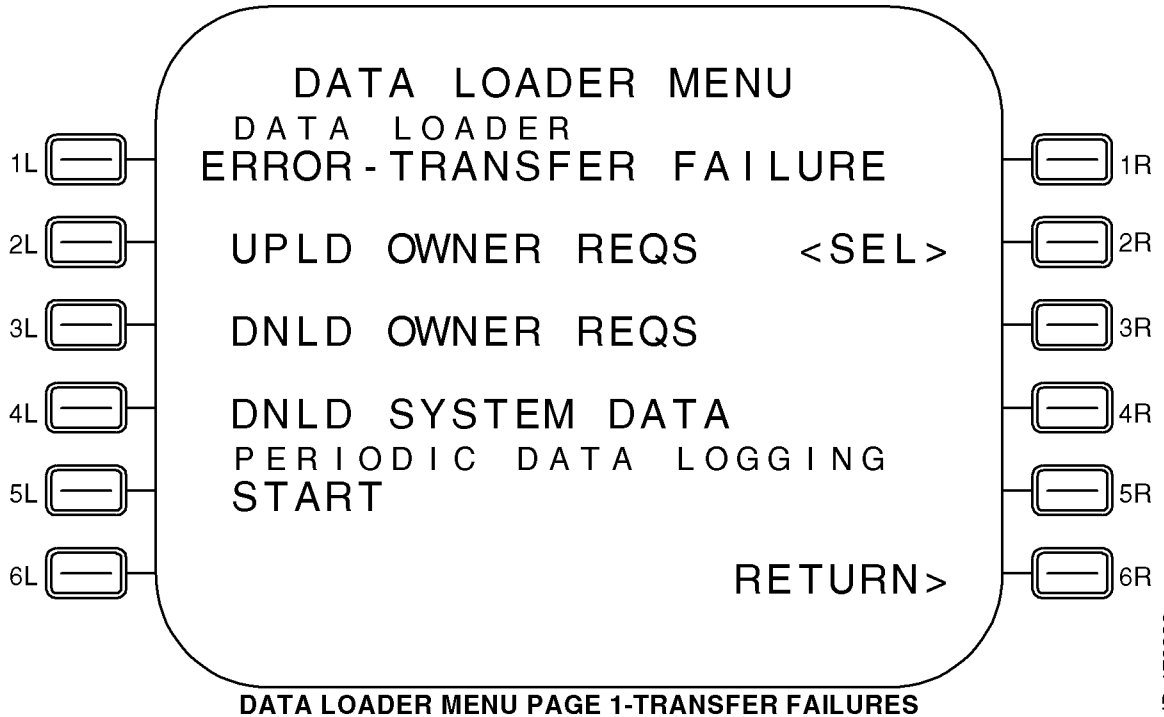 DATA LOADER MENU
DATA LOADER
1L ERROR-TRANSFER FAILURE 1R
2L UPLD OWNER REQS <SEL> 2R
3L DNLD OWNER REQS 3R
4L DNLD SYSTEM DATA 4R
PERIODIC DATA LOGGING
5L START 5R
6L RETURN> 6R
DATA LOADER MENU PAGE 1-TRANSFER FAILURES